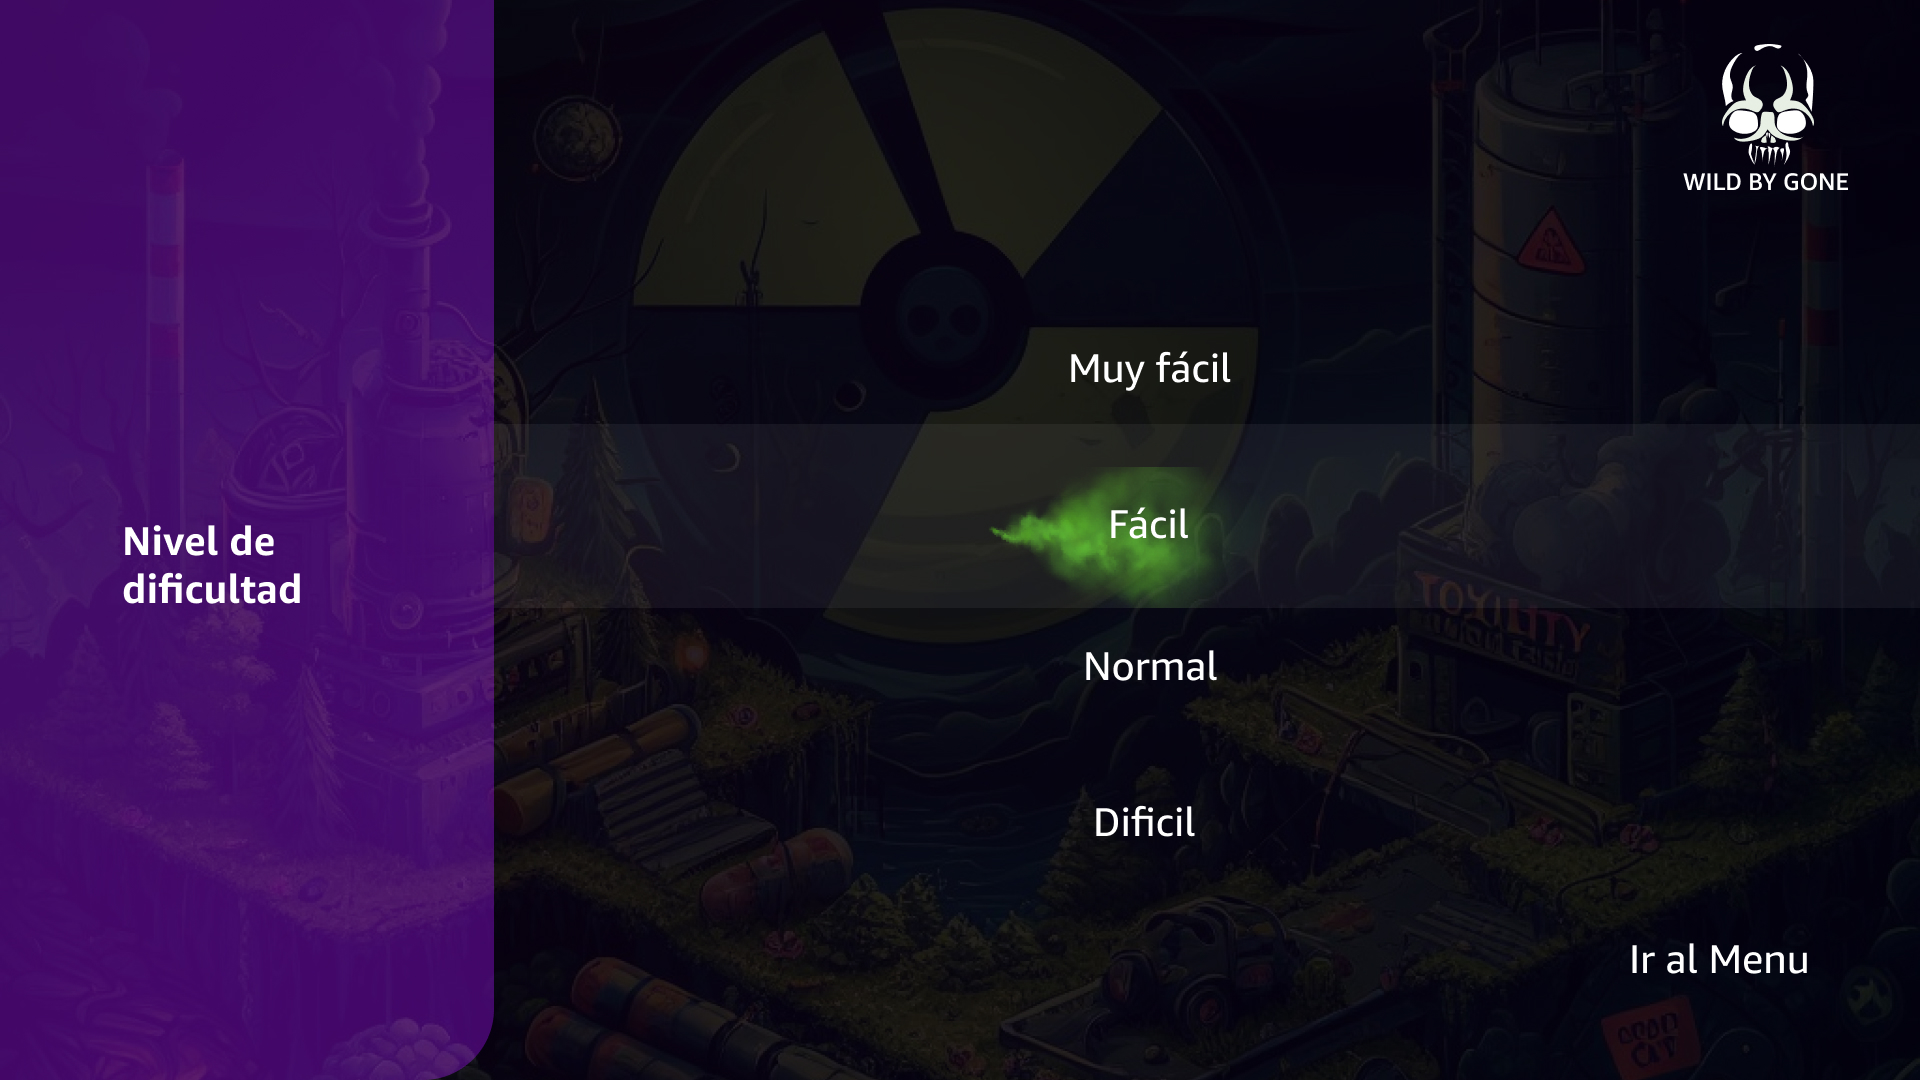 WILD BY GONE
Muy fácil
Fácil
Nivel de
dificultad
Normal
Dificil
Ir al Menu